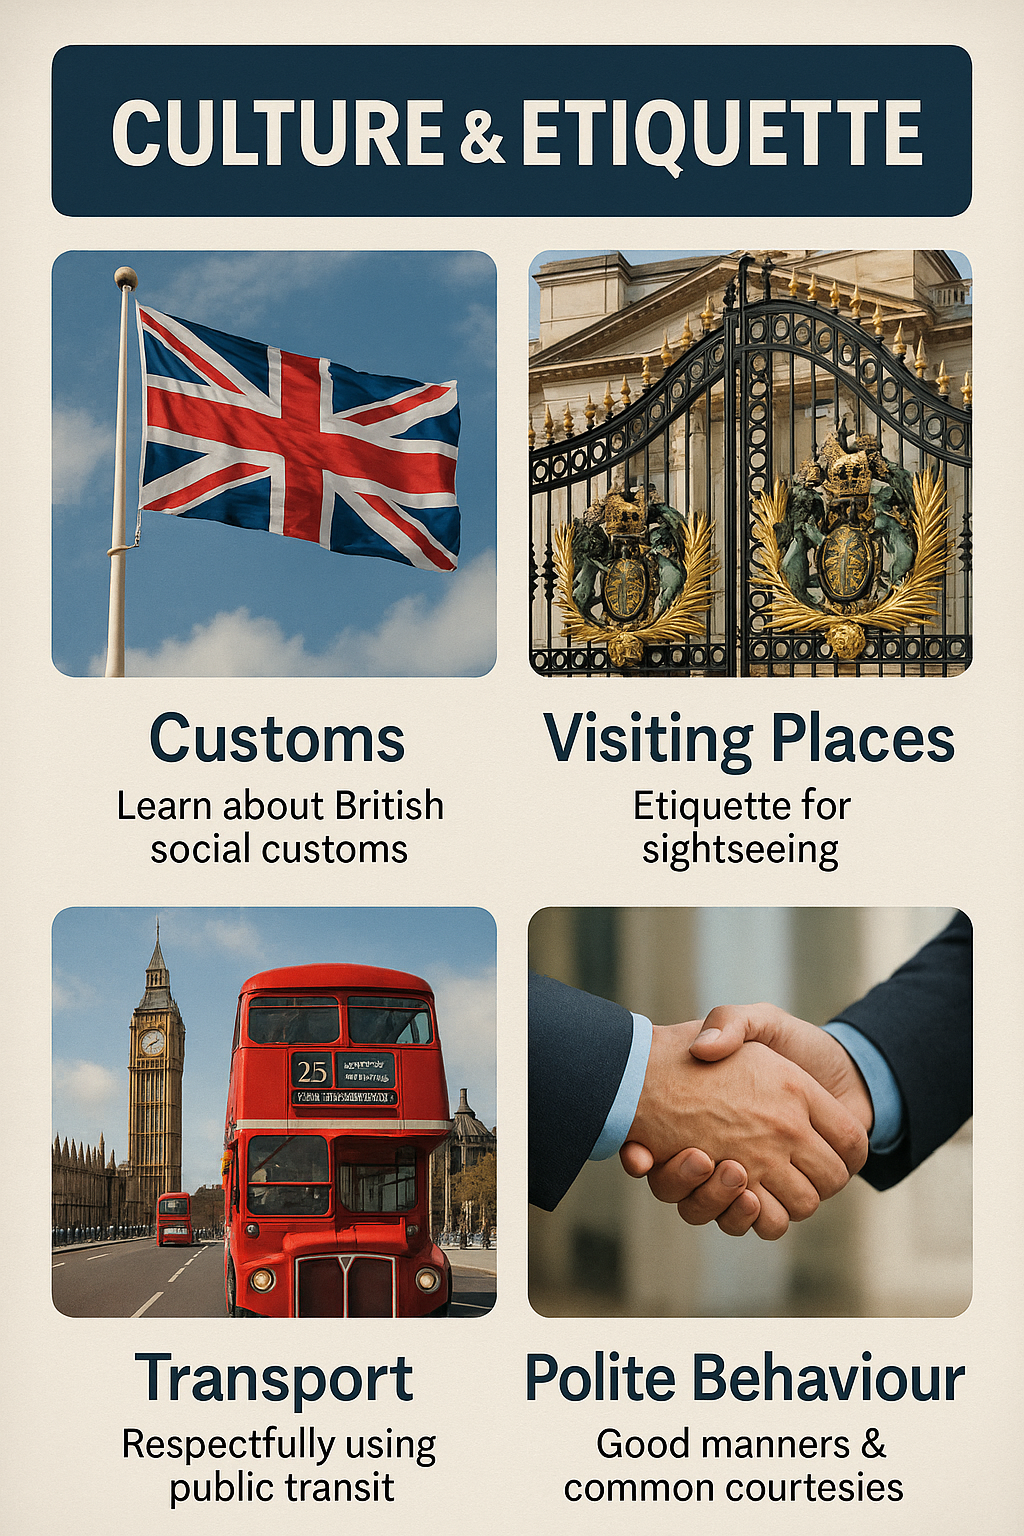 CULTURE & ETIQUETTE
Customs
Learn about British
social customs
Visiting Places
Etiquette for
sightseeing
25
Transport
Respectfully using
public transit
Polite Behaviour
Good manners &
common courtesies